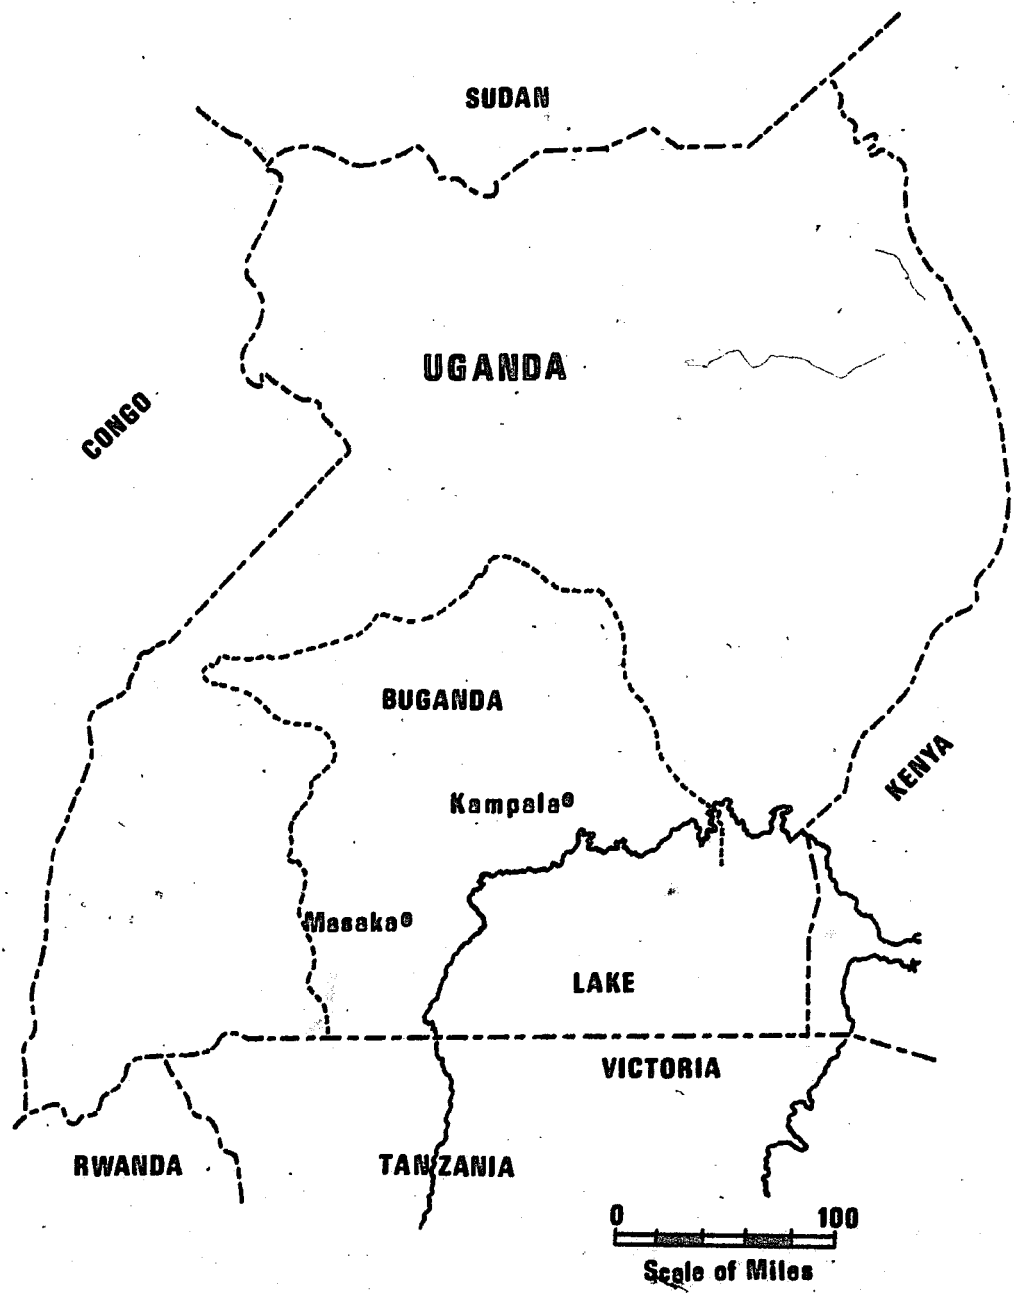 SUDAN
UGANDA
CONGO
BUGANDA
KENYA
Kampala
Masaka
LAKE
VICTORIA
RWANDA
TANZANIA
0 100
Scale of Miles